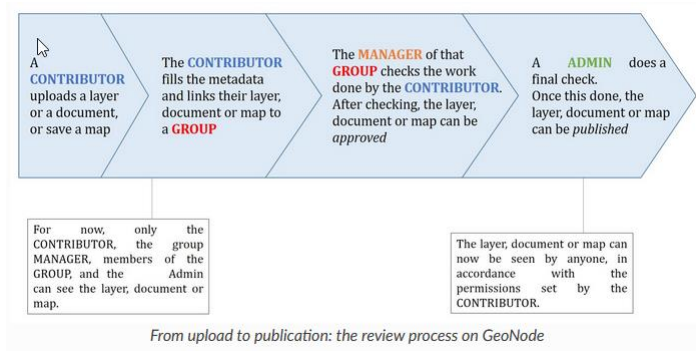 A
CONTRIBUTOR
uploads a layer
or a document,
or save a map
The CONTRIBUTOR
fills the metadata
and links their layer,
document or map to
a GROUP
The MANAGER of that
GROUP checks the work
done by the CONTRIBUTOR.
After checking, the layer,
document or map can be
approved
A ADMIN does a
final check.
Once this done, the
layer, document or map
can be published
For now, only the
CONTRIBUTOR, the group
MANAGER, members of the
GROUP, and the Admin
can see the layer, document or
map.
The layer, document or map can
now be seen by anyone, in
accordance with the
permissions set by the
CONTRIBUTOR.
From upload to publication: the review process on GeoNode